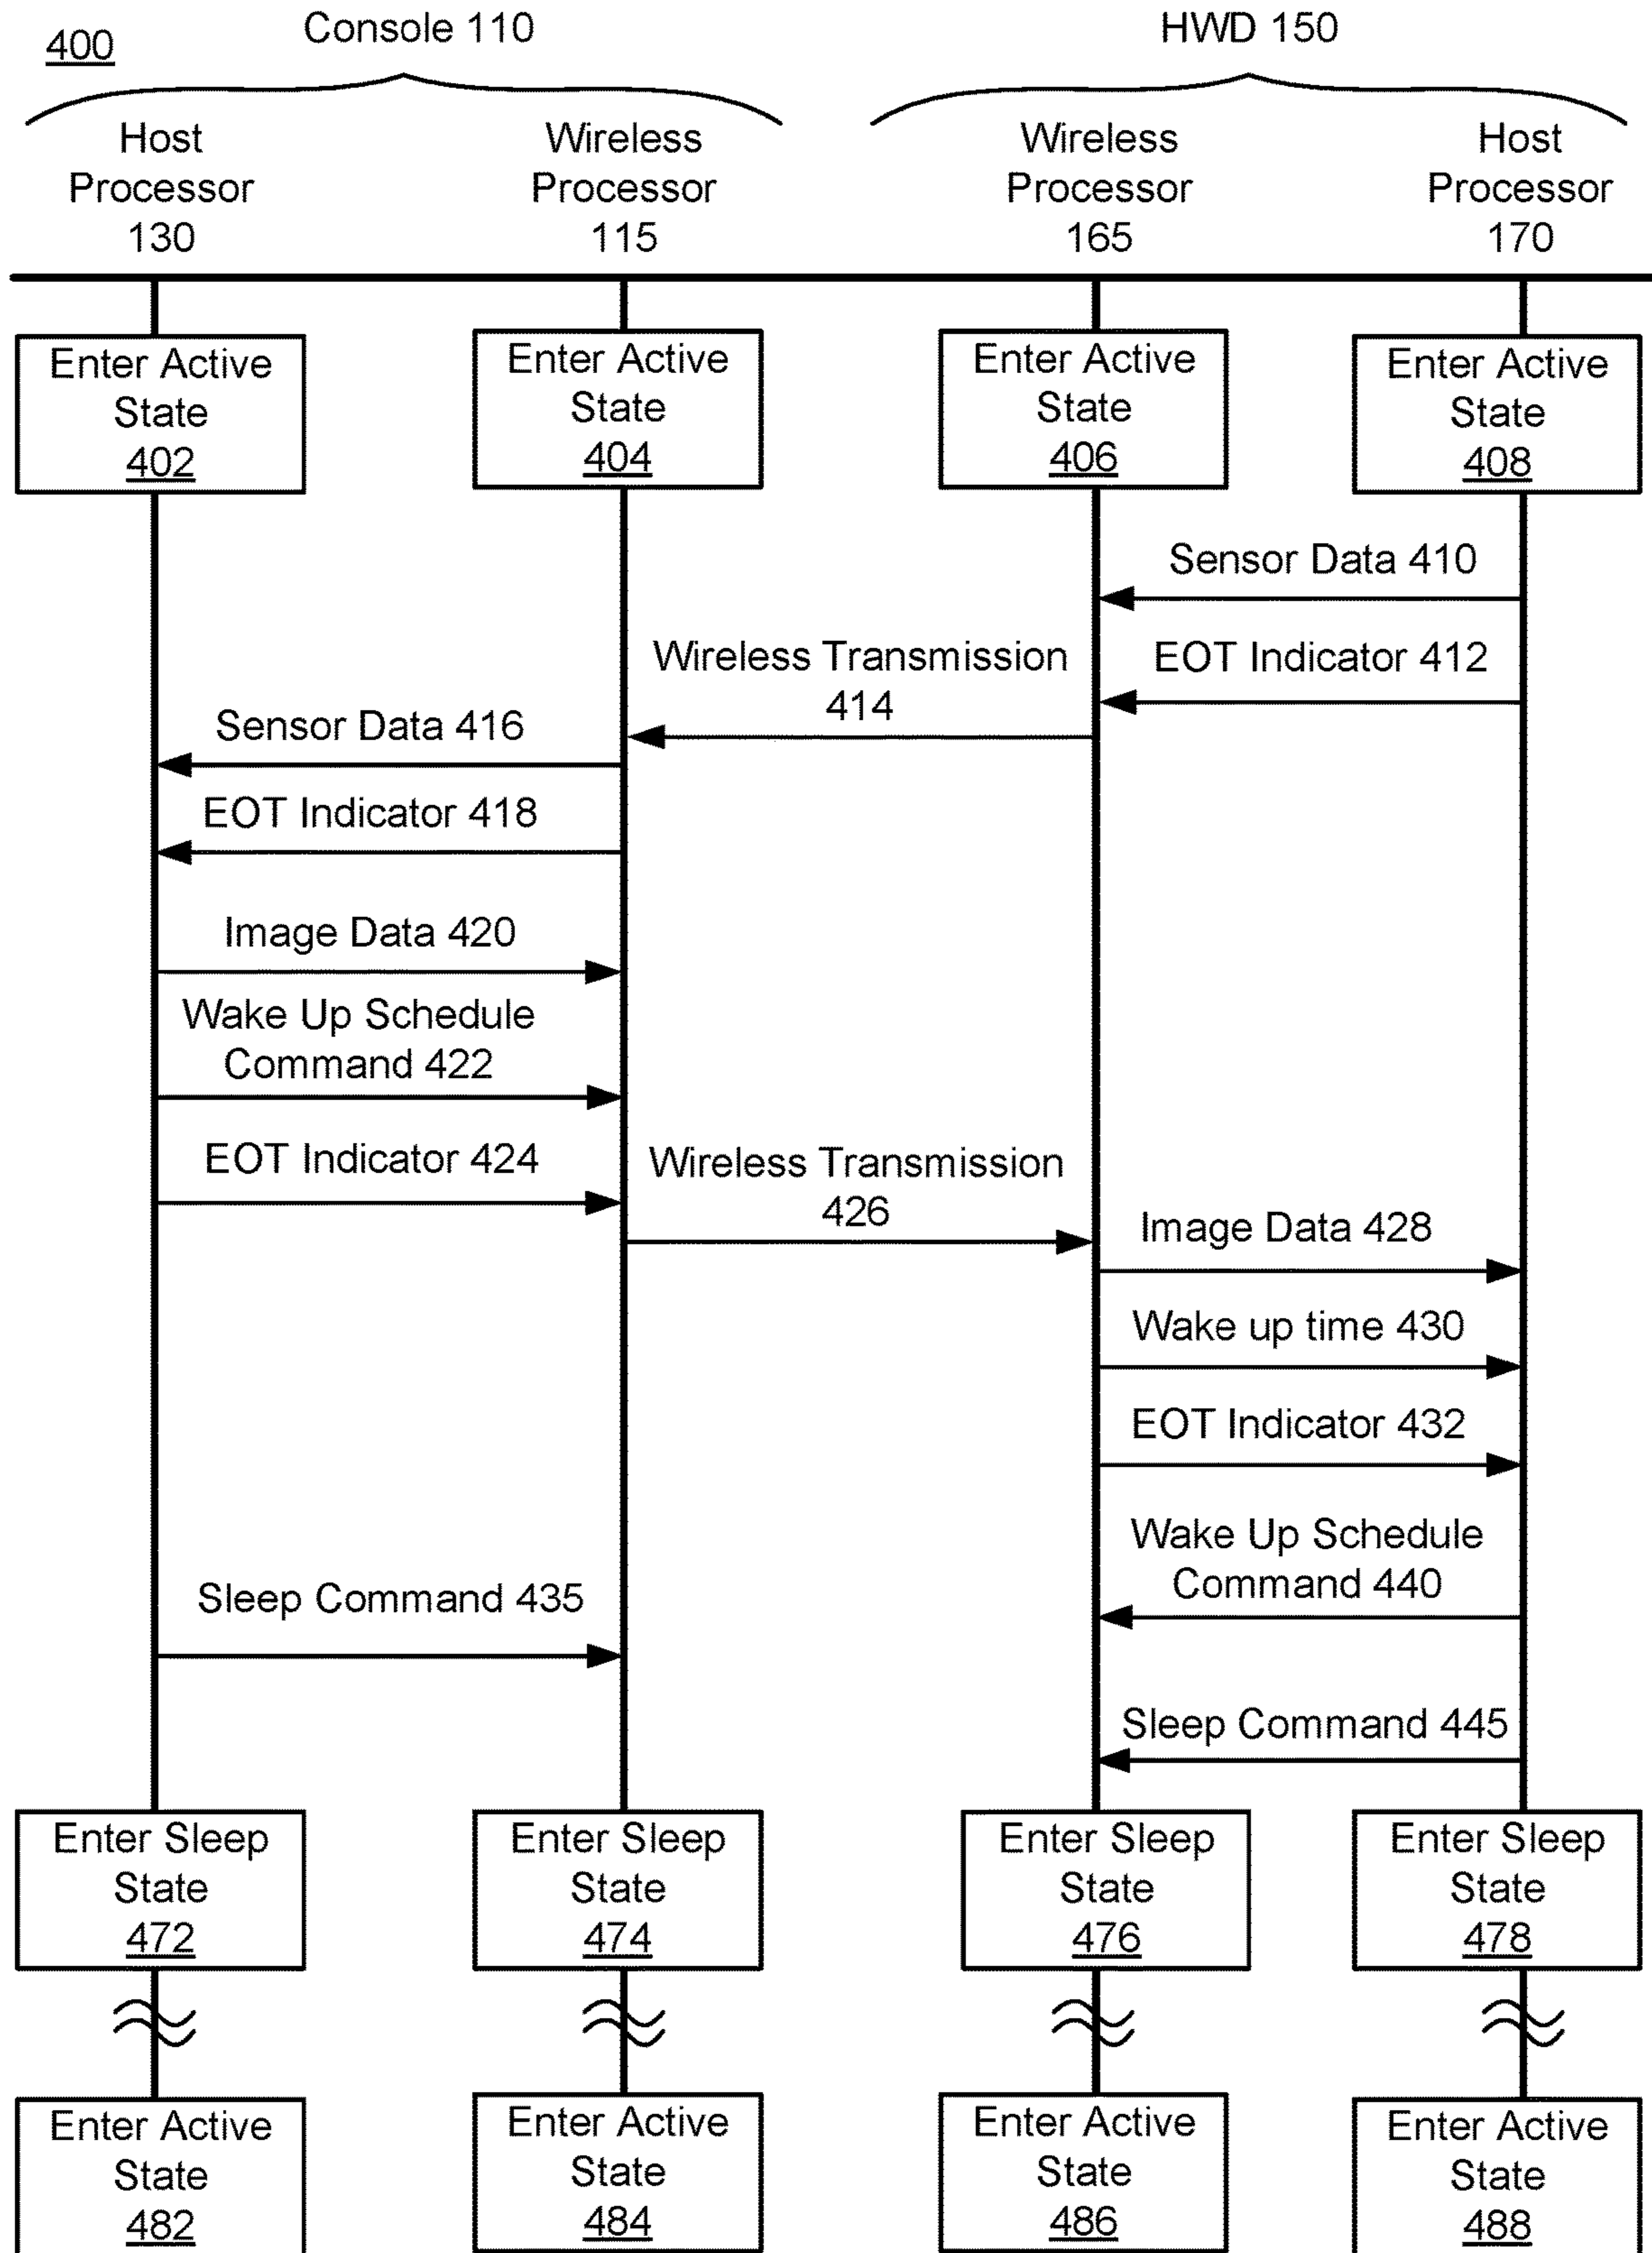 400
Console 110
HWD 150
Host
Processor
130
Wireless
Processor
115
Wireless
Processor
165
Host
Processor
170
Enter Active
State
402
Enter Active
State
404
Enter Active
State
406
Enter Active
State
408
Sensor Data 410
EOT Indicator 412
Wireless Transmission
414
Sensor Data 416
EOT Indicator 418
Image Data 420
Wake Up Schedule
Command 422
EOT Indicator 424
Wireless Transmission
426
Image Data 428
Wake up time 430
EOT Indicator 432
Wake Up Schedule
Command 440
Sleep Command 435
Sleep Command 445
Enter Sleep
State
472
Enter Sleep
State
474
Enter Sleep
State
476
Enter Sleep
State
478
Enter Active
State
482
Enter Active
State
484
Enter Active
State
486
Enter Active
State
488